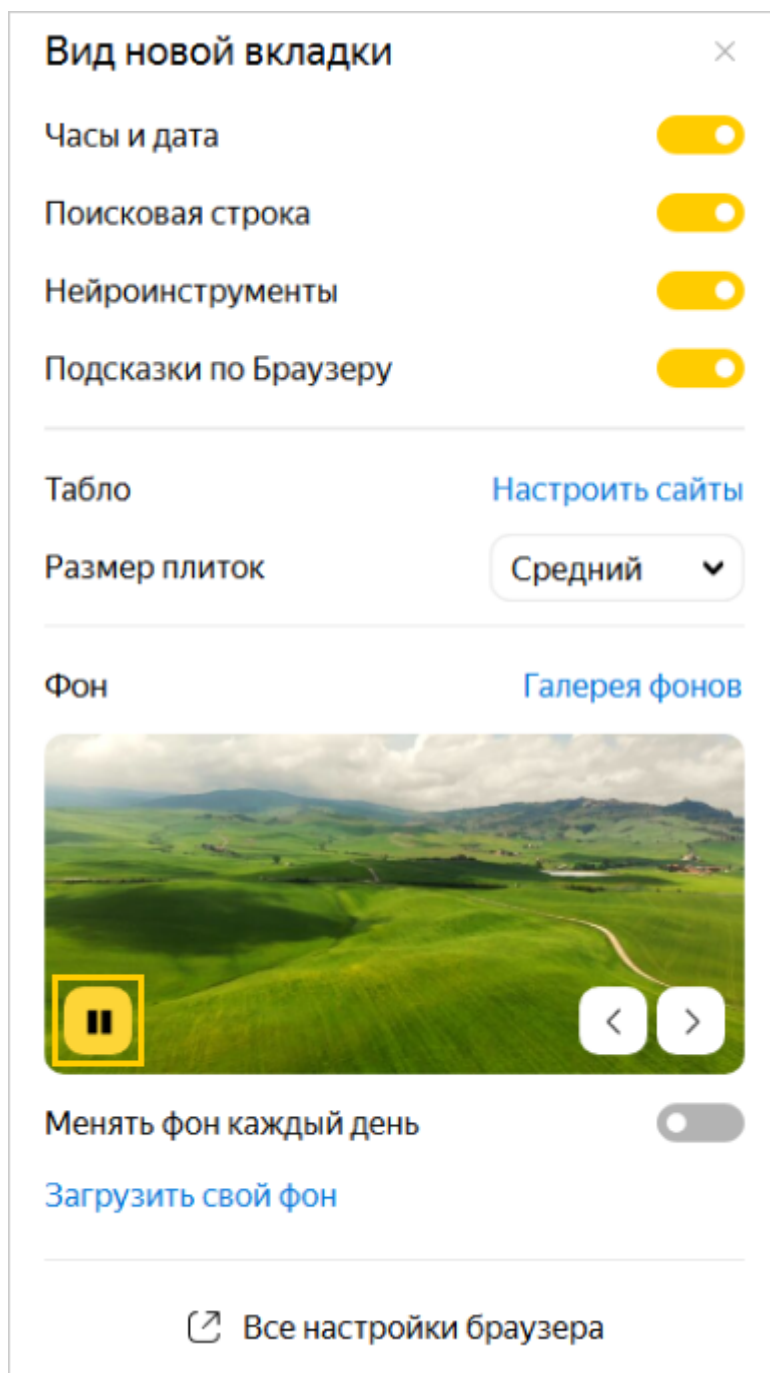 Вид новой вкладки
Часы и дата
Поисковая строка
Нейроинструменты
Подсказки по Браузеру
Табло Настроить сайты
Размер плиток Средний
Фон Галерея фонов
Менять фон каждый день
Загрузить свой фон
Все настройки браузера